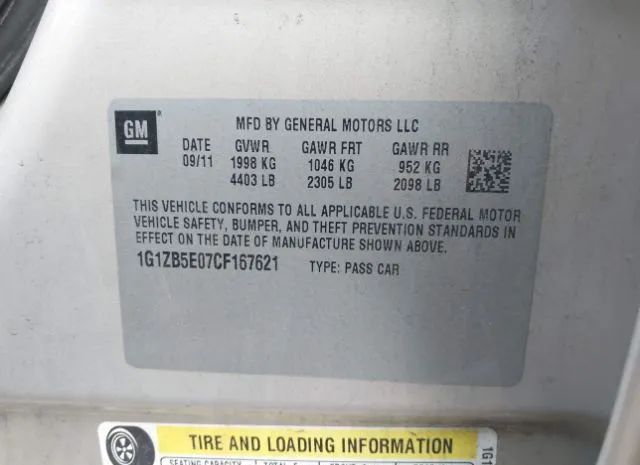 GM
MFD BY GENERAL MOTORS LLC
DATE GVWR GAWR FRT GAWR RR
09/11 1998 KG 1046 KG 952 KG
4403 LB 2305 LB 2098 LB
THIS VEHICLE CONFORMS TO ALL APPLICABLE U.S. FEDERAL MOTOR
VEHICLE SAFETY, BUMPER, AND THEFT PREVENTION STANDARDS IN
EFFECT ON THE DATE OF MANUFACTURE SHOWN ABOVE.
1G1ZB5E07CF167621 TYPE: PASS CAR
TIRE AND LOADING INFORMATION
SEATING CAPACITY
1G1